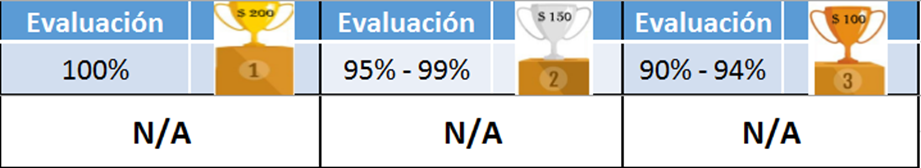 Evaluación $ 200 Evaluación $ 150 Evaluación $ 100
100% 1 95% - 99% 2 90% - 94% 3
N/A N/A N/A